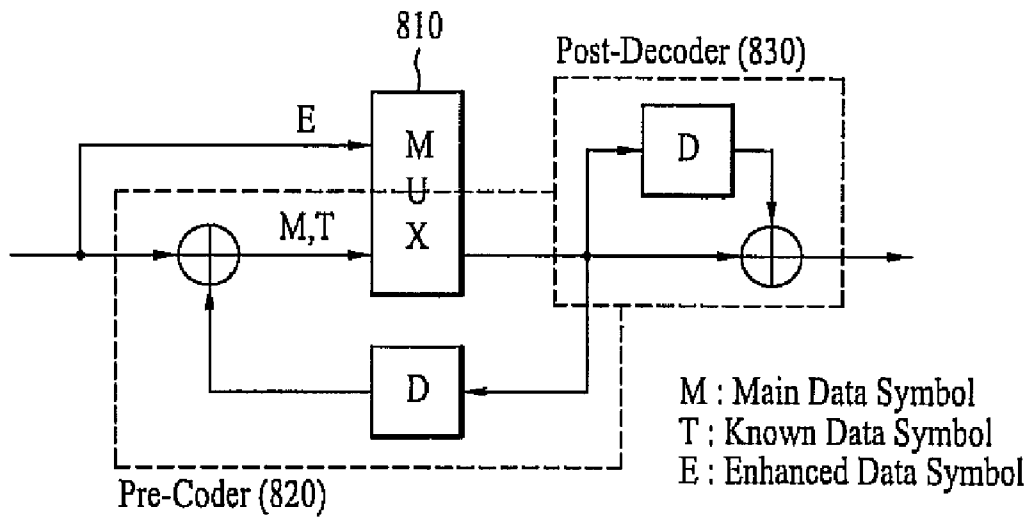 810
Post-Decoder (830)
E
M
U
X
D
M,T
D
M : Main Data Symbol
T : Known Data Symbol
E : Enhanced Data Symbol
Pre-Coder (820)